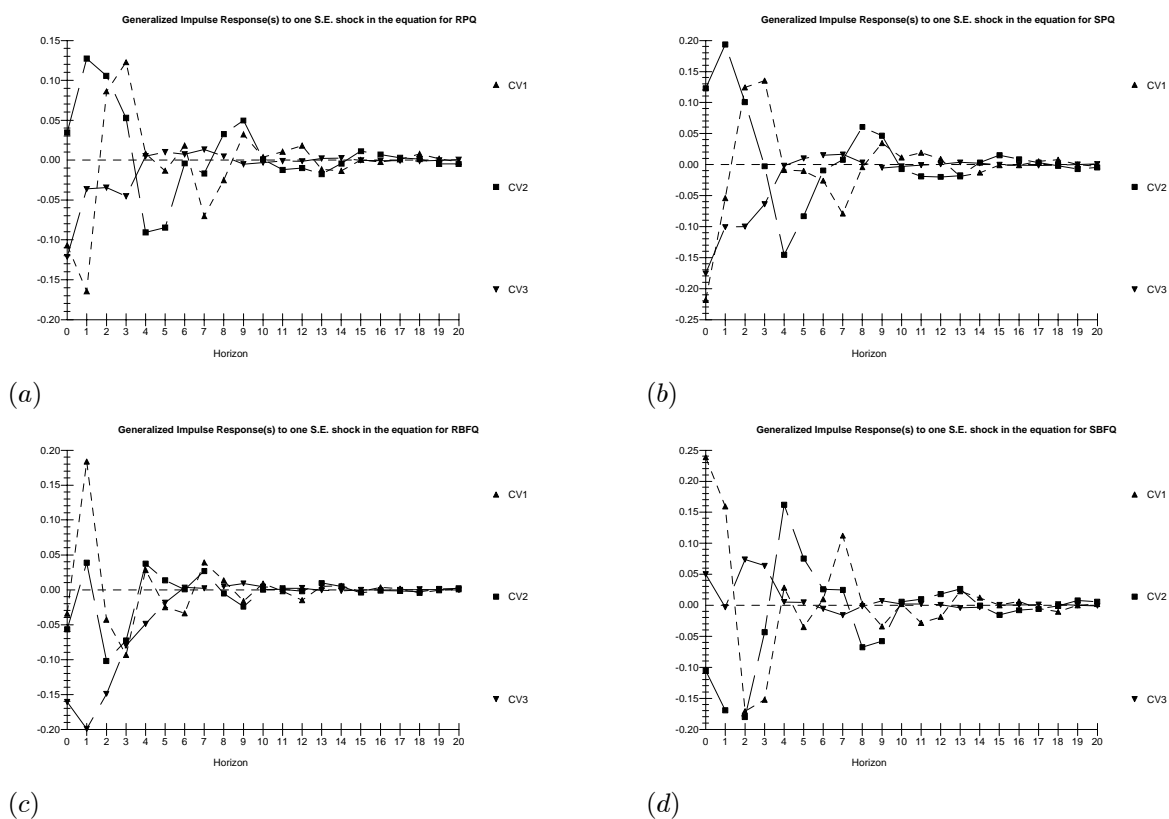 Generalized Impulse Response(s) to one S.E. shock in the equation for RPQ
0.15
0.10
0.05
0.00
-0.05
-0.10
-0.15
-0.20
0 1 2 3 4 5 6 7 8 9 10 11 12 13 14 15 16 17 18 19 20
Horizon
CV1
CV2
CV3
(a)
Generalized Impulse Response(s) to one S.E. shock in the equation for SPQ
0.20
0.15
0.10
0.05
0.00
-0.05
-0.10
-0.15
-0.20
-0.25
0 1 2 3 4 5 6 7 8 9 10 11 12 13 14 15 16 17 18 19 20
Horizon
CV1
CV2
CV3
(b)
Generalized Impulse Response(s) to one S.E. shock in the equation for RBFQ
0.20
0.15
0.10
0.05
0.00
-0.05
-0.10
-0.15
-0.20
0 1 2 3 4 5 6 7 8 9 10 11 12 13 14 15 16 17 18 19 20
Horizon
CV1
CV2
CV3
(c)
Generalized Impulse Response(s) to one S.E. shock in the equation for SBFQ
0.25
0.20
0.15
0.10
0.05
0.00
-0.05
-0.10
-0.15
-0.20
0 1 2 3 4 5 6 7 8 9 10 11 12 13 14 15 16 17 18 19 20
Horizon
CV1
CV2
CV3
(d)